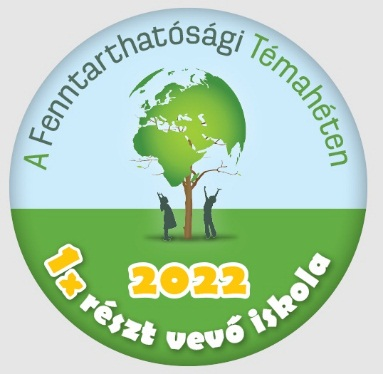 A Fenntarthatósági Témahéten
2022
1x részt vevő iskola